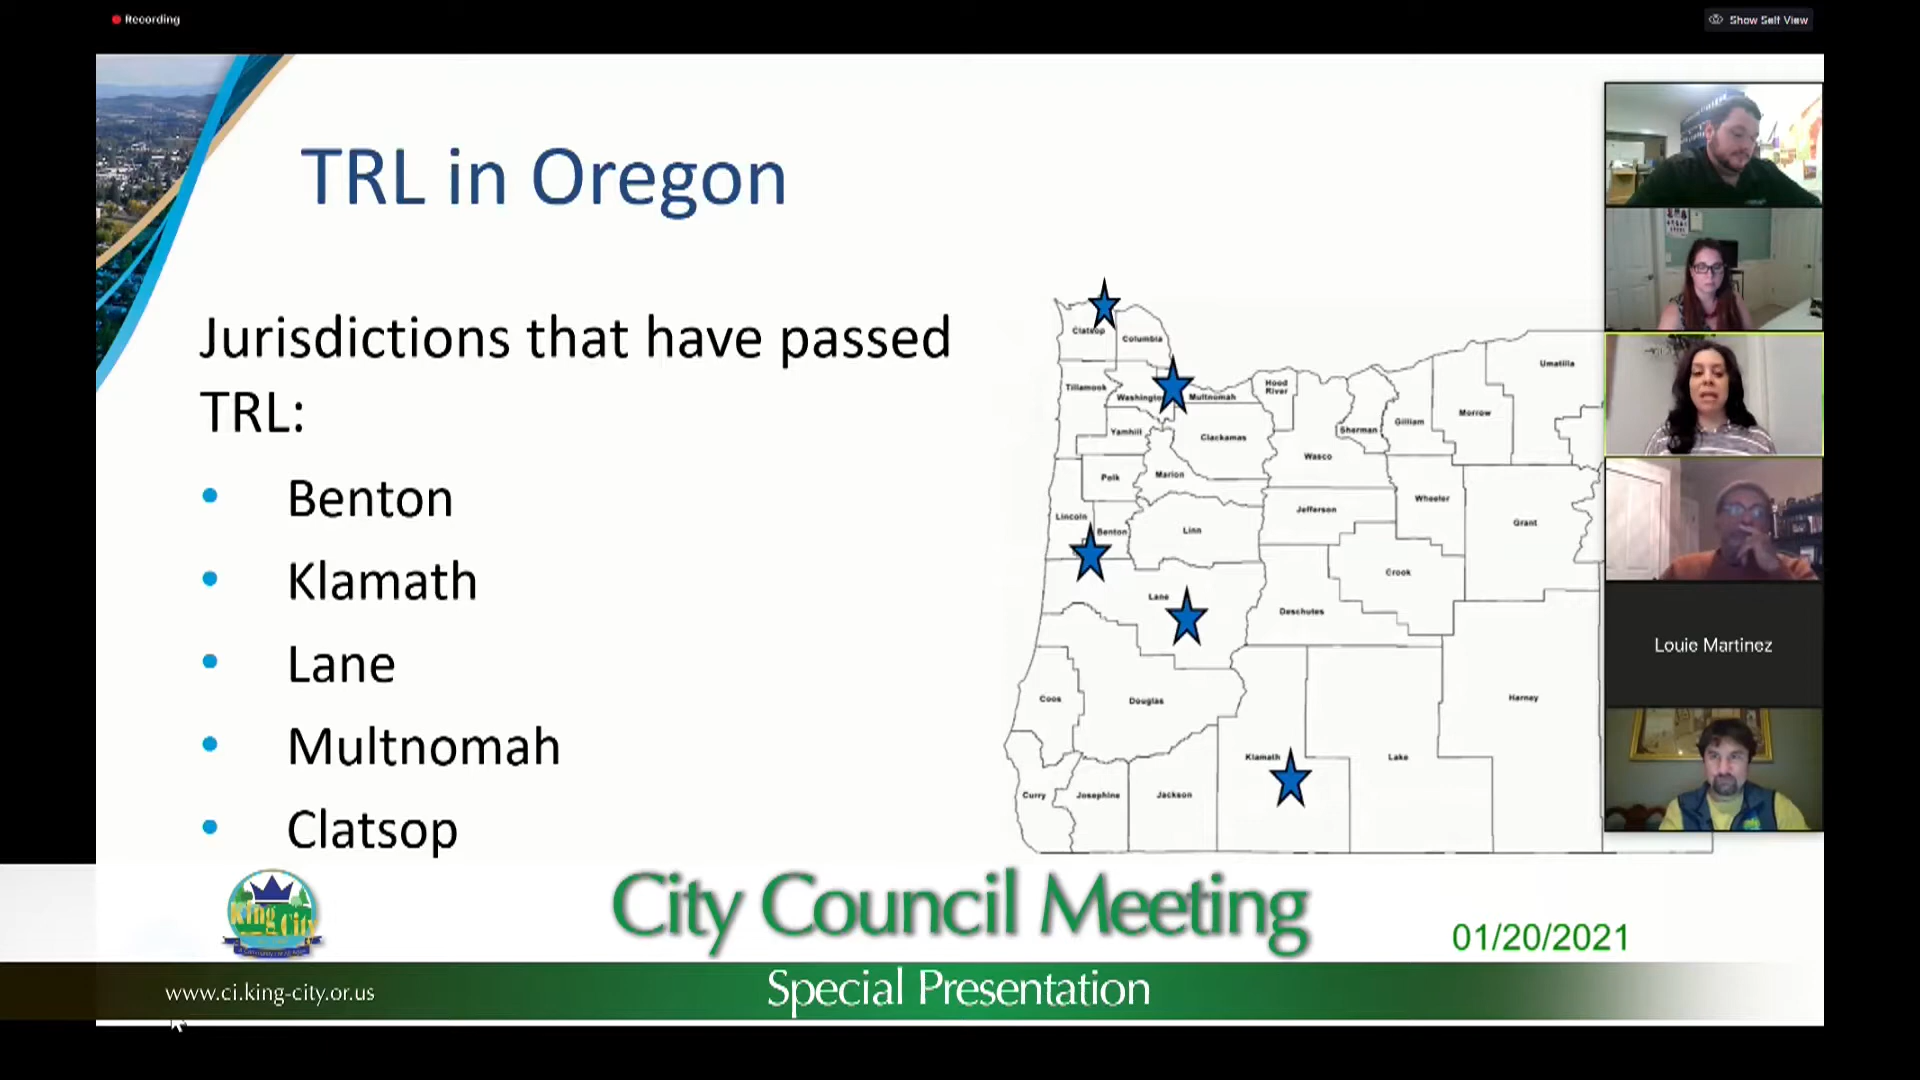 Recording
Show Self View
TRL in Oregon
Jurisdictions that have passed
TRL:
• Benton
• Klamath
• Lane
• Multnomah
• Clatsop
Clatsop
Columbia
Tillamook
Washington
Multnomah
Hood
River
Umatilla
Morrow
Gilliam
Sherman
Yamhill
Clackamas
Wasco
Polk
Marion
Wheeler
Jefferson
Lincoln
Benton
Linn
Grant
Crook
Lane
Deschutes
Coos
Douglas
Harney
Klamath
Lake
Curry
Josephine
Jackson
Louie Martinez
King City
City Council Meeting
01/20/2021
www.ci.king-city.or.us
Special Presentation